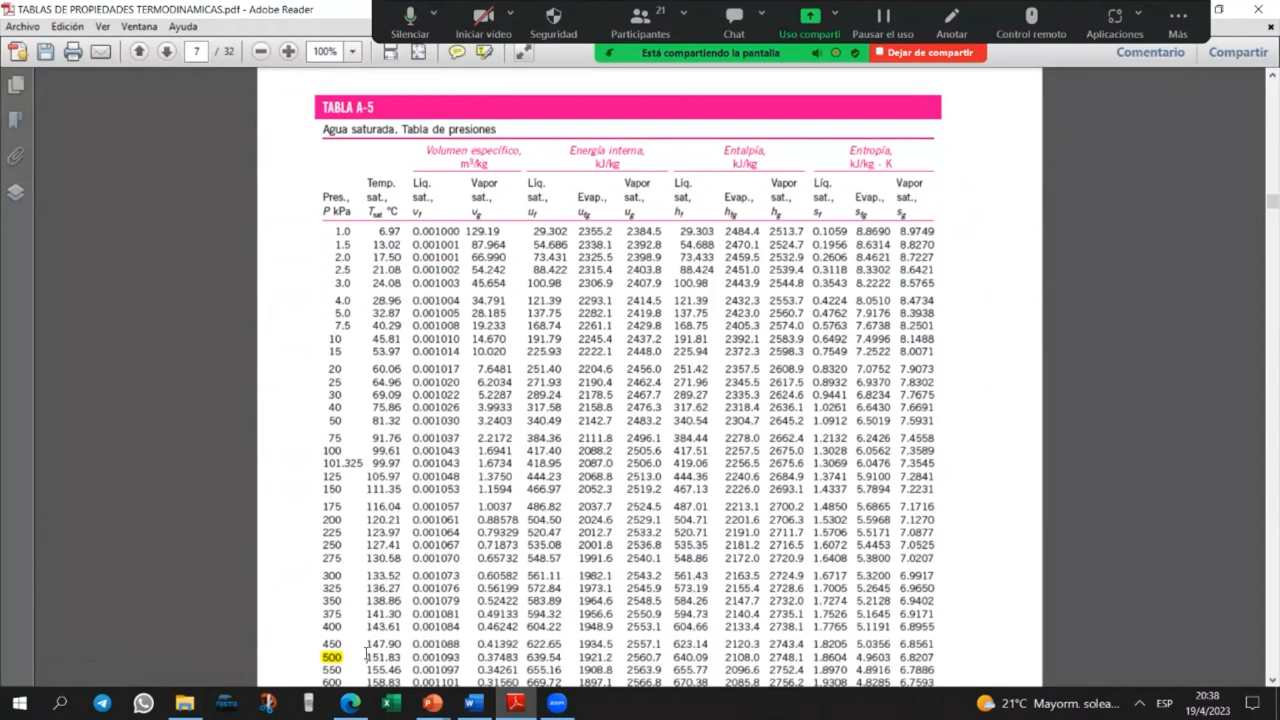 TABLAS DE PROPIEDADES TERMODINAMICAS.pdf - Adobe Reader
Archivo Edición Ver Ventana Ayuda
Silenciar Iniciar vídeo Seguridad Participantes 21 Chat Uso comparti Pausar el uso Anotar Control remoto Aplicaciones Más
7 / 32 100% Está compartiendo la pantalla Dejar de compartir Comentario Compartir
TABLA A-5
Agua saturada. Tabla de presiones
Volumen específico, Energía interna, Entalpía, Entropía,
m³/kg kJ/kg kJ/kg kJ/kg · K
Temp. Líq. Vapor Líq. Vapor Líq. Vapor Líq. Vapor
Pres., sat., sat., sat., sat., Evap., sat., sat., Evap., sat., sat., Evap., sat.,
P kPa Tsat °C vf vg uf ufg ug hf hfg hg sf sfg sg
1.0 6.97 0.001000 129.19 29.302 2355.2 2384.5 29.303 2484.4 2513.7 0.1059 8.8690 8.9749
1.5 13.02 0.001001 87.964 54.686 2338.1 2392.8 54.688 2470.1 2524.7 0.1956 8.6314 8.8270
2.0 17.50 0.001001 66.990 73.431 2325.5 2398.9 73.433 2459.5 2532.9 0.2606 8.4621 8.7227
2.5 21.08 0.001002 54.242 88.422 2315.4 2403.8 88.424 2451.0 2539.4 0.3118 8.3302 8.6421
3.0 24.08 0.001003 45.654 100.98 2306.9 2407.9 100.98 2443.9 2544.8 0.3543 8.2222 8.5765
4.0 28.96 0.001004 34.791 121.39 2293.1 2414.5 121.39 2432.3 2553.7 0.4224 8.0510 8.4734
5.0 32.87 0.001005 28.185 137.75 2282.1 2419.8 137.75 2423.0 2560.7 0.4762 7.9176 8.3938
7.5 40.29 0.001008 19.233 168.74 2261.1 2429.8 168.75 2405.3 2574.0 0.5763 7.6738 8.2501
10 45.81 0.001010 14.670 191.79 2245.4 2437.2 191.81 2392.1 2583.9 0.6492 7.4996 8.1488
15 53.97 0.001014 10.020 225.93 2222.1 2448.0 225.94 2372.3 2598.3 0.7549 7.2522 8.0071
20 60.06 0.001017 7.6481 251.40 2204.6 2456.0 251.42 2357.5 2608.9 0.8320 7.0752 7.9073
25 64.96 0.001020 6.2034 271.93 2190.4 2462.4 271.96 2345.5 2617.5 0.8932 6.9370 7.8302
30 69.09 0.001022 5.2287 289.24 2178.5 2467.7 289.27 2335.3 2624.6 0.9441 6.8234 7.7675
40 75.86 0.001026 3.9933 317.58 2158.8 2476.3 317.62 2318.4 2636.1 1.0261 6.6430 7.6691
50 81.32 0.001030 3.2403 340.49 2142.7 2483.2 340.54 2304.7 2645.2 1.0912 6.5019 7.5931
75 91.76 0.001037 2.2172 384.36 2111.8 2496.1 384.44 2278.0 2662.4 1.2132 6.2426 7.4558
100 99.61 0.001043 1.6941 417.40 2088.2 2505.6 417.51 2257.5 2675.0 1.3028 6.0562 7.3589
101.325 99.97 0.001043 1.6734 418.95 2087.0 2506.0 419.06 2256.5 2675.6 1.3069 6.0476 7.3545
125 105.97 0.001048 1.3750 444.23 2068.8 2513.0 444.36 2240.6 2684.9 1.3741 5.9100 7.2841
150 111.35 0.001053 1.1594 466.97 2052.3 2519.2 467.13 2226.0 2693.1 1.4337 5.7894 7.2231
175 116.04 0.001057 1.0037 486.82 2037.7 2524.5 487.01 2213.1 2700.2 1.4850 5.6865 7.1716
200 120.21 0.001061 0.88578 504.50 2024.6 2529.1 504.71 2201.6 2706.3 1.5302 5.5968 7.1270
225 123.97 0.001064 0.79329 520.47 2012.7 2533.2 520.71 2191.0 2711.7 1.5706 5.5171 7.0877
250 127.41 0.001067 0.71873 535.08 2001.8 2536.8 535.35 2181.2 2716.5 1.6072 5.4453 7.0525
275 130.58 0.001070 0.65732 548.57 1991.6 2540.1 548.86 2172.0 2720.9 1.6408 5.3800 7.0207
300 133.52 0.001073 0.60582 561.11 1982.1 2543.2 561.43 2163.5 2724.9 1.6717 5.3200 6.9917
325 136.27 0.001076 0.56199 572.84 1973.1 2545.9 573.19 2155.4 2728.6 1.7005 5.2645 6.9650
350 138.86 0.001079 0.52422 583.89 1964.6 2548.5 584.26 2147.7 2732.0 1.7274 5.2128 6.9402
375 141.30 0.001081 0.49133 594.32 1956.6 2550.9 594.73 2140.4 2735.1 1.7526 5.1645 6.9171
400 143.61 0.001084 0.46242 604.22 1948.9 2553.1 604.66 2133.4 2738.1 1.7765 5.1191 6.8955
450 147.90 0.001088 0.41392 622.65 1934.5 2557.1 623.14 2120.3 2743.4 1.8205 5.0356 6.8561
500 151.83 0.001093 0.37483 639.54 1921.2 2560.7 640.09 2108.0 2748.1 1.8604 4.9603 6.8207
550 155.46 0.001097 0.34261 655.16 1908.8 2563.9 655.77 2096.6 2752.4 1.8970 4.8916 6.7886
600 158.83 0.001101 0.31560 669.72 1897.1 2566.8 670.38 2085.8 2756.2 1.9308 4.8285 6.7593
21°C Mayorm. solea... ESP 20:38
19/4/2023